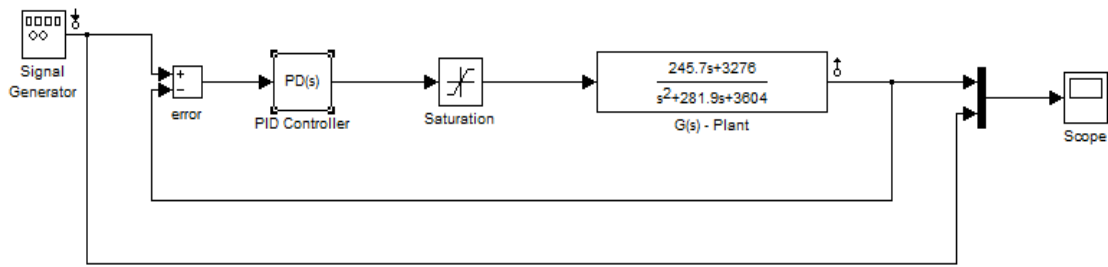 Signal
Generator
+
−
error
PD(s)
PID Controller
Saturation
245.7s+3276
s²+281.9s+3604
G(s) - Plant
Scope